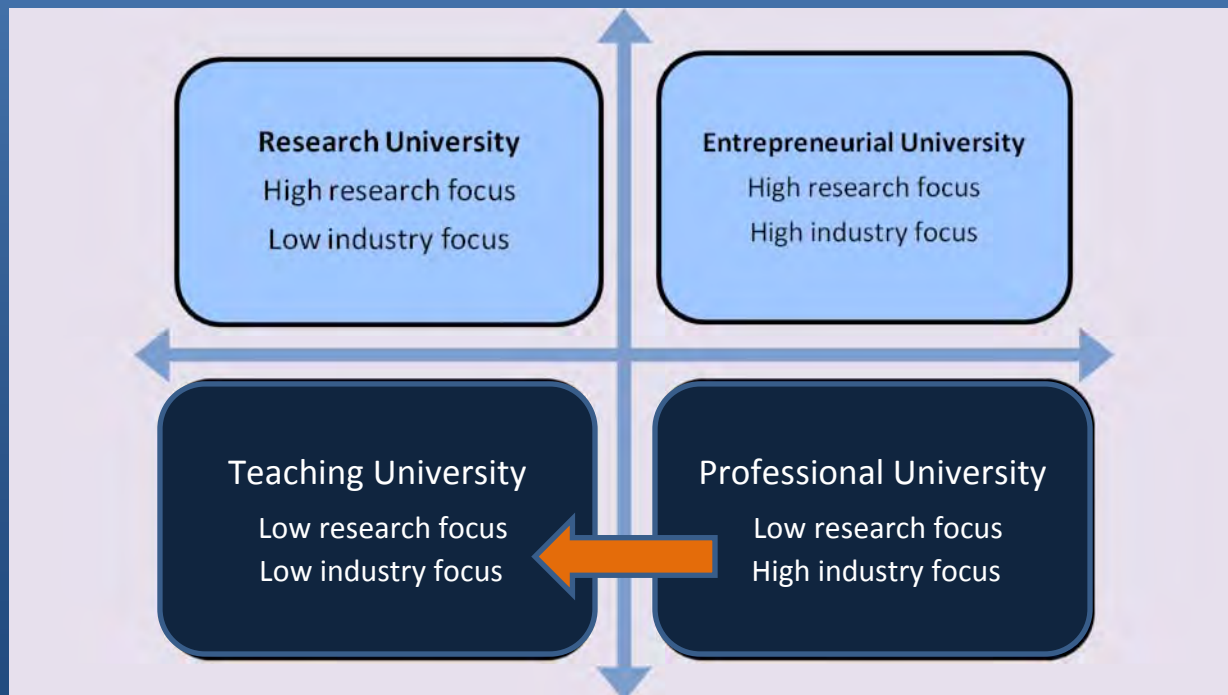 Research University
High research focus
Low industry focus
Entrepreneurial University
High research focus
High industry focus
Teaching University
Low research focus
Low industry focus
Professional University
Low research focus
High industry focus